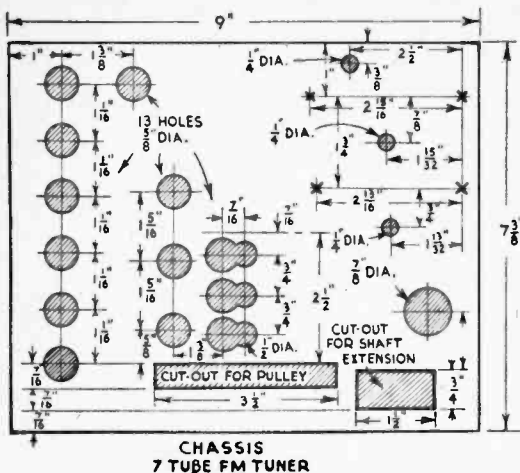 9"
1"
1 3/8"
1/4" DIA.
2 1/2"
3/8"
2 15/16"
7/8"
13 HOLES
5/8" DIA.
1/4" DIA.
1 3/4"
1 15/32"
1 1/16"
1 1/16"
1 1/16"
1 1/16"
1 1/16"
7/16"
7/16"
2 13/16"
3/4"
7 3/8"
1/4" DIA.
1 13/32"
1 5/16"
1 5/16"
3/4"
3/4"
2 1/2"
7/8" DIA.
5/8"
1 3/8"
1/2" DIA.
CUT-OUT
FOR SHAFT
EXTENSION
CUT-OUT FOR PULLEY
7/16"
7/16"
7/16"
3 1/2"
3/4"
1 1/2"
CHASSIS
7 TUBE FM TUNER